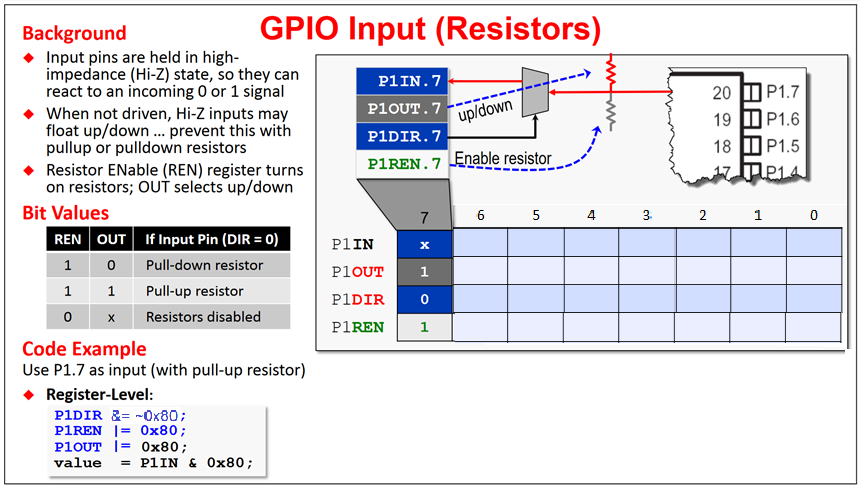 GPIO Input (Resistors)
Background
Input pins are held in high-
impedance (Hi-Z) state, so they can
react to an incoming 0 or 1 signal
When not driven, Hi-Z inputs may
float up/down ... prevent this with
pullup or pulldown resistors
Resistor ENable (REN) register turns
on resistors; OUT selects up/down
Bit Values
REN OUT If Input Pin (DIR = 0)
1 0 Pull-down resistor
1 1 Pull-up resistor
0 x Resistors disabled
Code Example
Use P1.7 as input (with pull-up resistor)
Register-Level:
P1DIR &= ~0x80;
P1REN |= 0x80;
P1OUT |= 0x80;
value = P1IN & 0x80;
P1IN.7
P1OUT.7
P1DIR.7
P1REN.7
up/down
Enable resistor
20 P1.7
19 P1.6
18 P1.5
17 P1.4
7 6 5 4 3 2 1 0
P1IN x
P1OUT 1
P1DIR 0
P1REN 1